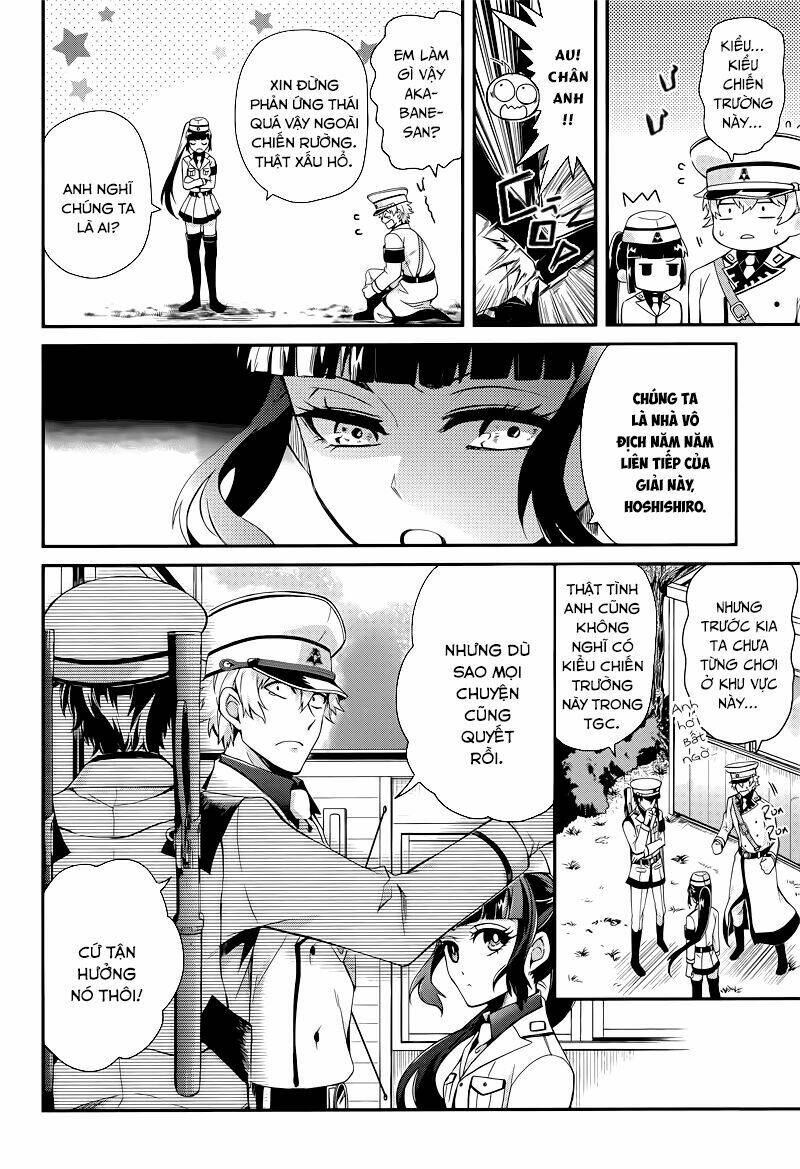 KIỂU...
KIỂU
CHIẾN
TRƯỜNG
NÀY...
AU!
CHÂN
ANH
!!
EM LÀM
GÌ VẬY
AKA-
BANE-
SAN?
XIN ĐỪNG
PHẢN ỨNG THÁI
QUÁ VẬY NGOÀI
CHIẾN RƯỜNG.
THẬT XẤU HỔ.
ANH NGHĨ
CHÚNG TA
LÀ AI?
CHÚNG TA
LÀ NHÀ VÔ
ĐỊCH NĂM NĂM
LIÊN TIẾP CỦA
GIẢI NÀY,
HOSHISHIRO.
NHƯNG
TRƯỚC KIA
TA CHƯA
TỪNG CHƠI
Ở KHU VỰC
NÀY...
THẬT TÌNH
ANH CŨNG
KHÔNG
NGHĨ CÓ
KIỂU CHIẾN
TRƯỜNG
NÀY TRONG
TGC.
Anh
hơi
Bất
ngờ
Run
Run
NHƯNG DÙ
SAO MỌI
CHUYỆN
CŨNG
QUYẾT
RỒI.
CỨ TẬN
HƯỞNG
NÓ THÔI!